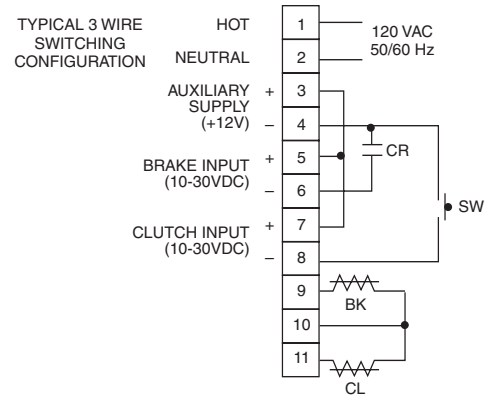 TYPICAL 3 WIRE
SWITCHING
CONFIGURATION
HOT
1
120 VAC
50/60 Hz
NEUTRAL
2
AUXILIARY
SUPPLY
(+12V)
+
3
–
4
BRAKE INPUT
(10-30VDC)
+
5
CR
–
6
CLUTCH INPUT
(10-30VDC)
+
7
SW
–
8
9
BK
10
11
CL